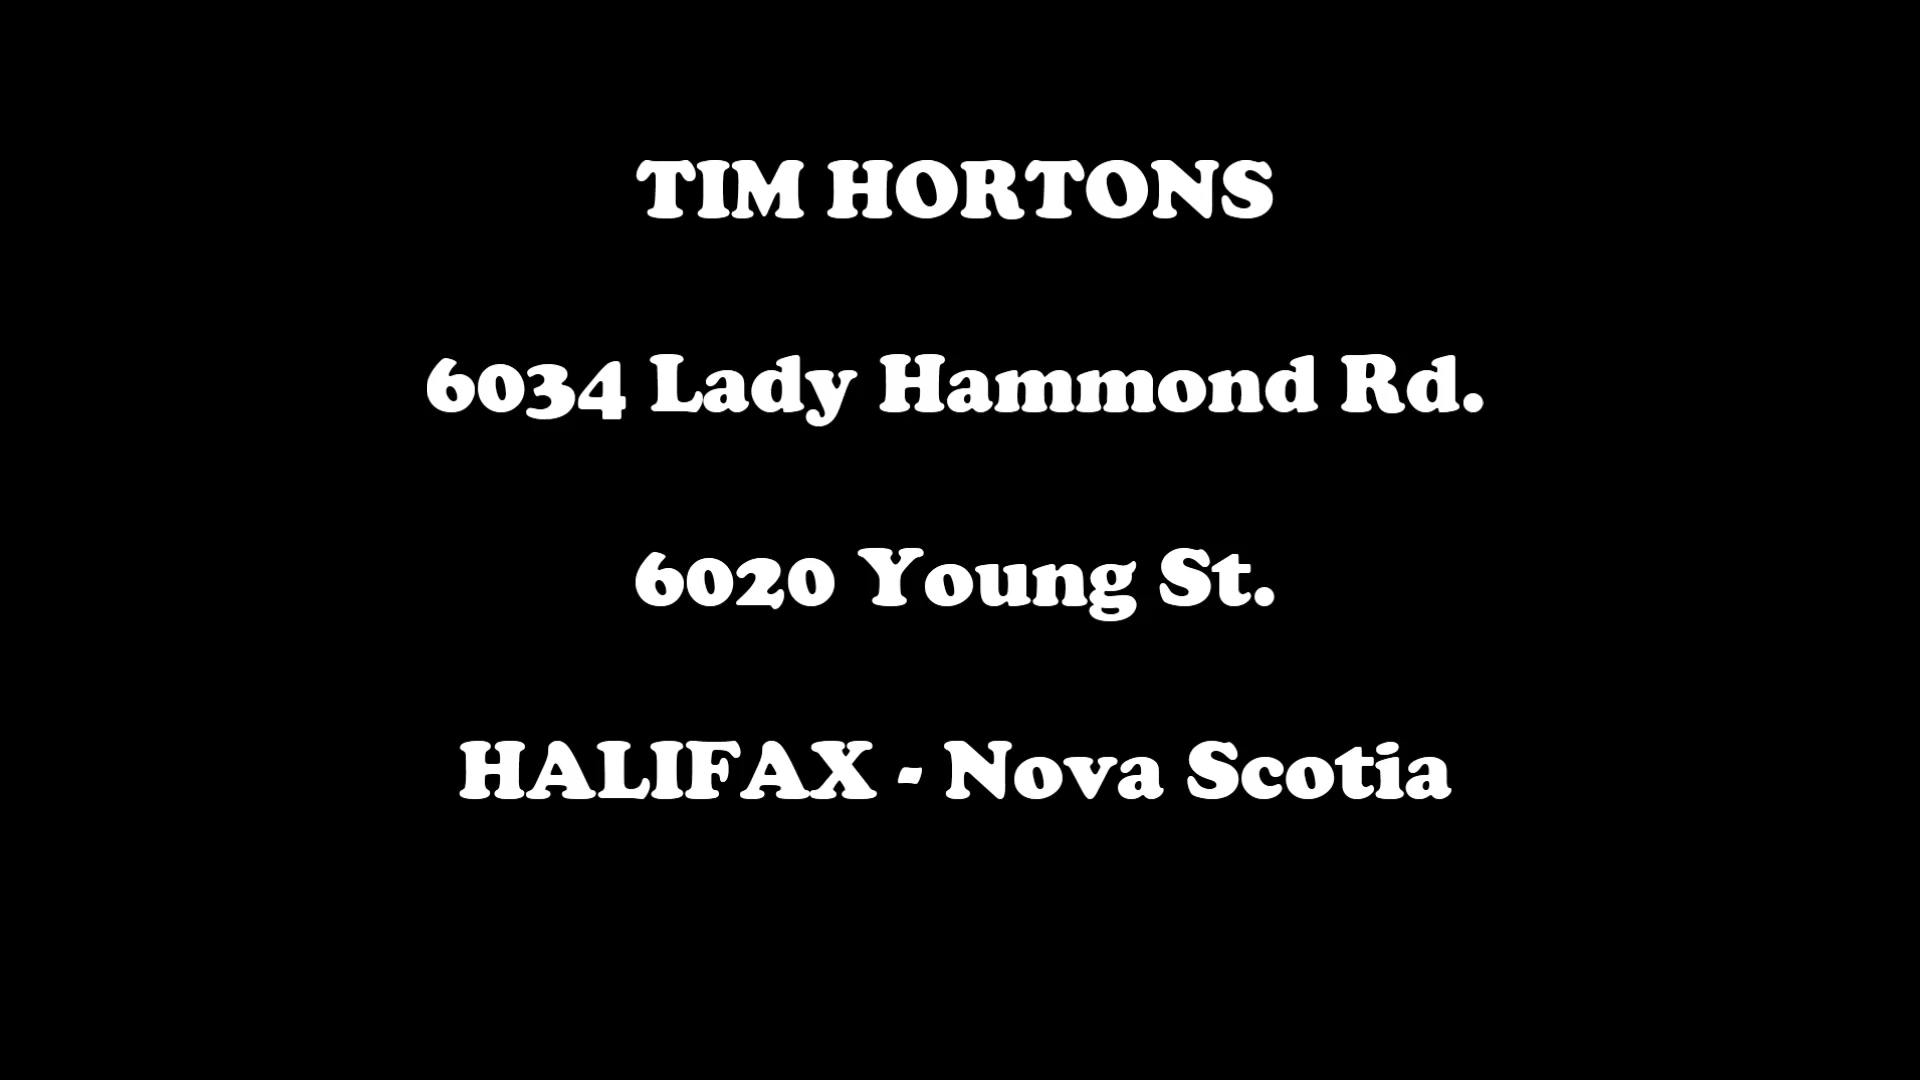 TIM HORTONS
6034 Lady Hammond Rd.
6020 Young St.
HALIFAX - Nova Scotia